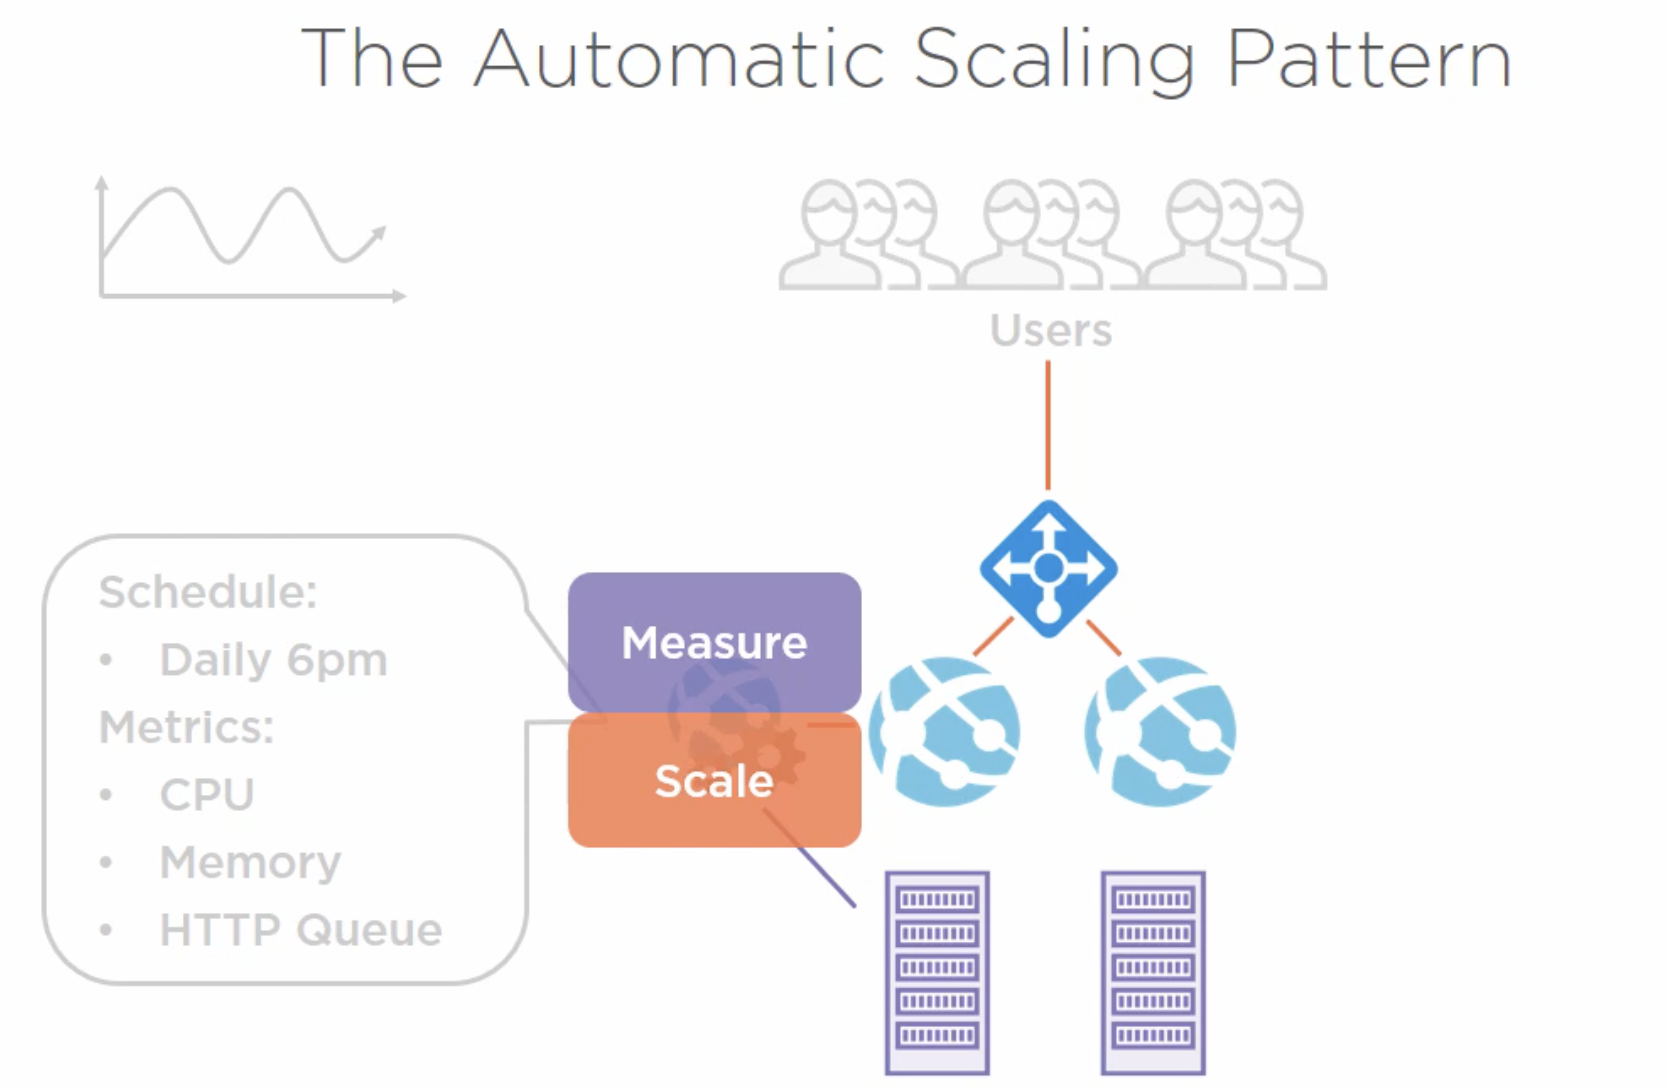 The Automatic Scaling Pattern
Users
Schedule:
• Daily 6pm
Metrics:
• CPU
• Memory
• HTTP Queue
Measure
Scale